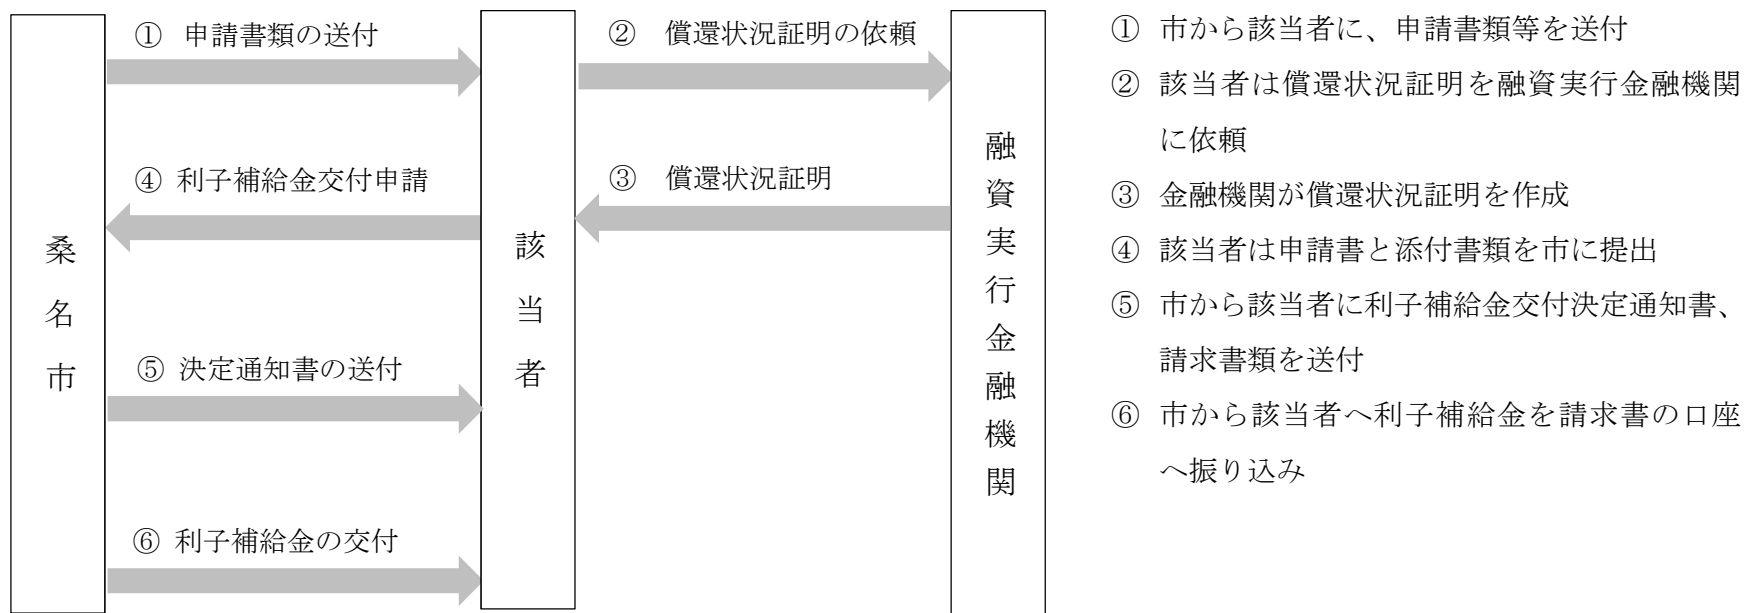 ① 申請書類の送付
② 償還状況証明の依頼
④ 利子補給金交付申請
③ 償還状況証明
⑤ 決定通知書の送付
⑥ 利子補給金の交付
桑名市
該当者
融資実行金融機関
① 市から該当者に、申請書類等を送付
② 該当者は償還状況証明を融資実行金融機関
に依頼
③ 金融機関が償還状況証明を作成
④ 該当者は申請書と添付書類を市に提出
⑤ 市から該当者に利子補給金交付決定通知書、
請求書類を送付
⑥ 市から該当者へ利子補給金を請求書の口座
へ振り込み